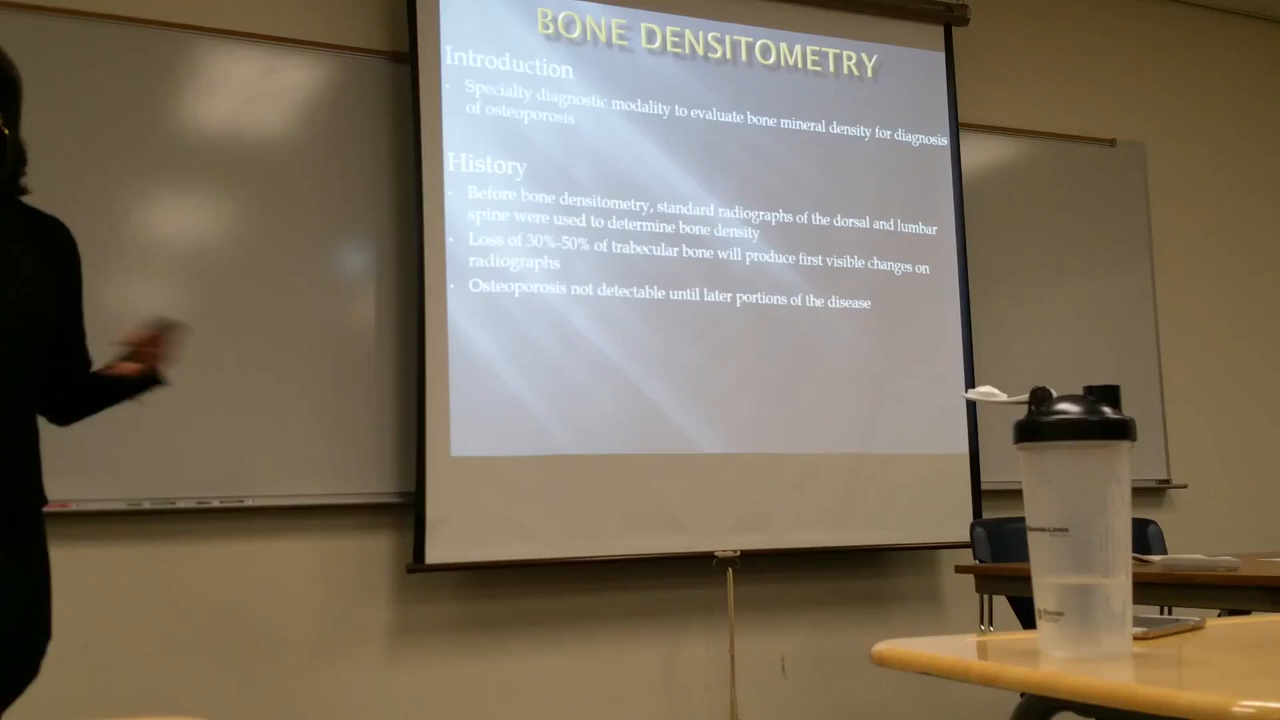 BONE DENSITOMETRY
Introduction
• Specialty diagnostic modality to evaluate bone mineral density for diagnosis
of osteoporosis
History
• Before bone densitometry, standard radiographs of the dorsal and lumbar
spine were used to determine bone density
• Loss of 30%-50% of trabecular bone will produce first visible changes on
radiographs
• Osteoporosis not detectable until later portions of the disease